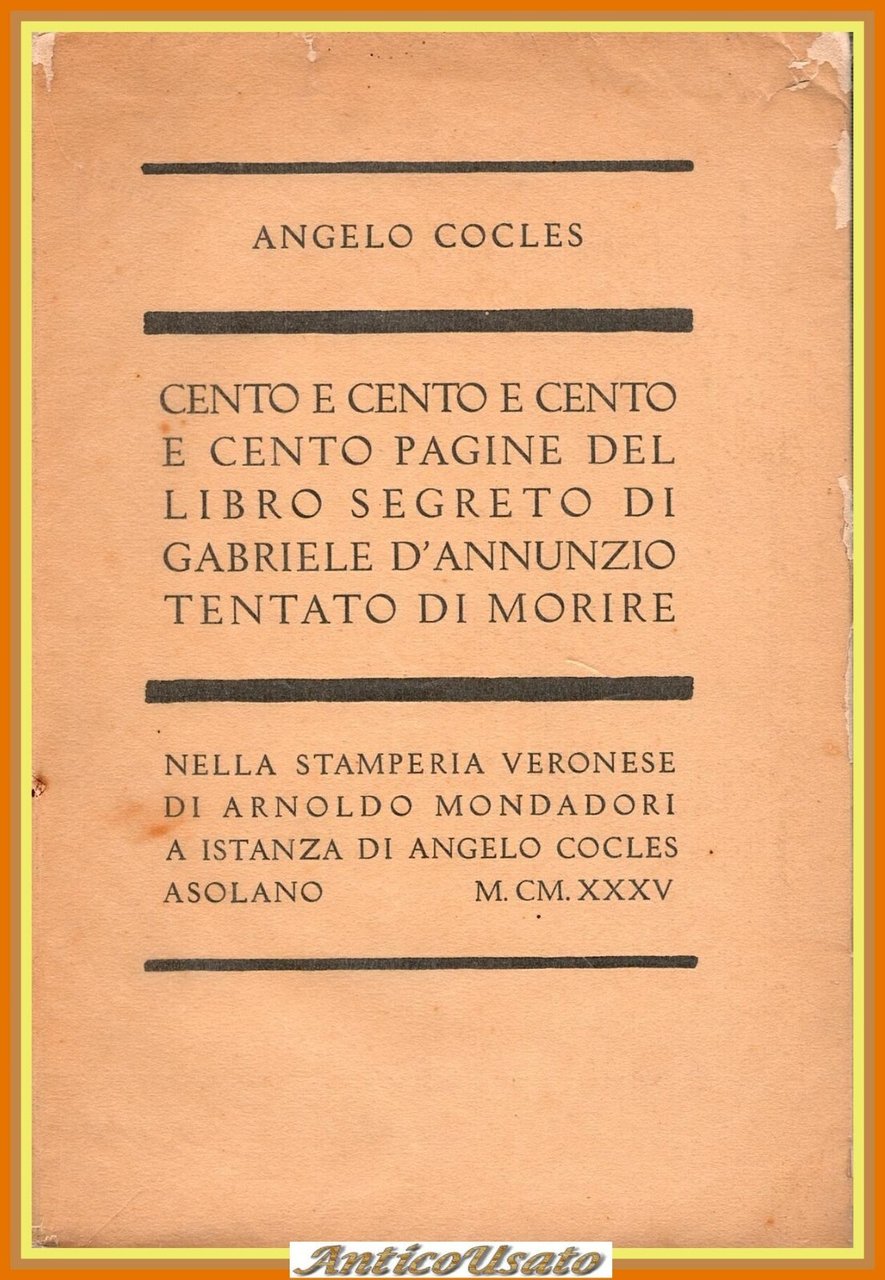 ANGELO COCLES
CENTO E CENTO E CENTO
E CENTO PAGINE DEL
LIBRO SEGRETO DI
GABRIELE D'ANNUNZIO
TENTATO DI MORIRE
NELLA STAMPERIA VERONESE
DI ARNOLDO MONDADORI
A ISTANZA DI ANGELO COCLES
ASOLANO M. CM. XXXV
AnticoUsato